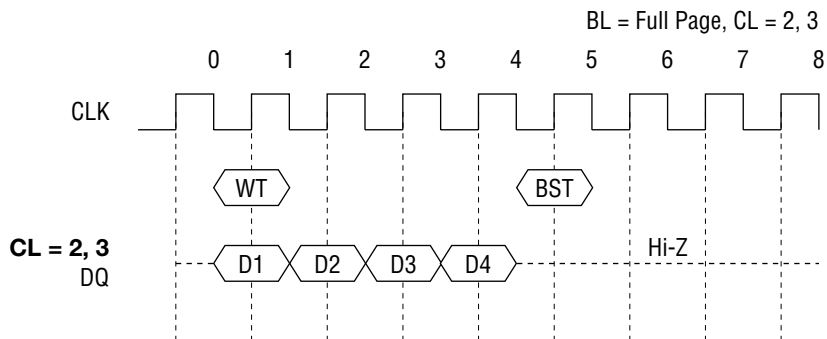 BL = Full Page, CL = 2, 3
0 1 2 3 4 5 6 7 8
CLK
WT BST
CL = 2, 3
DQ
D1 D2 D3 D4 Hi-Z